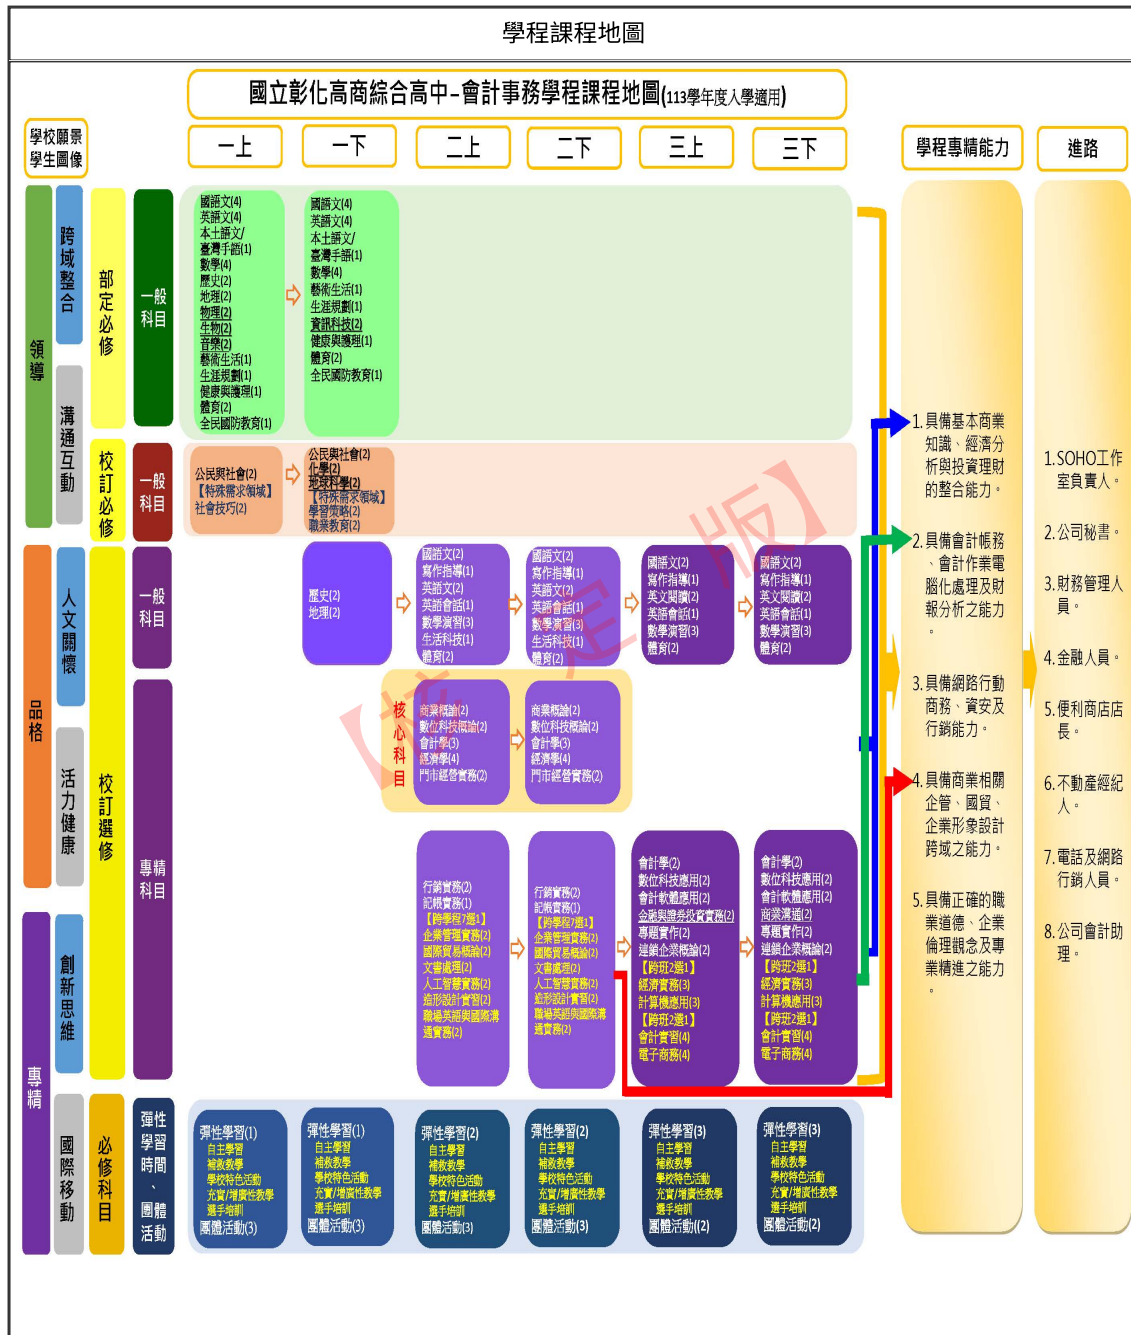 學程課程地圖
國立彰化高商綜合高中–會計事務學程課程地圖(113學年度入學適用)
學校願景
學生圖像
一上
一下
二上
二下
三上
三下
學程專精能力
進路
領導
品格
專精
跨域整合
溝通互動
人文關懷
活力健康
創新思維
國際移動
部定必修
校訂必修
校訂選修
必修科目
一般
科目
國語文(4)
英語文(4)
本土語文/
臺灣手語(1)
數學(4)
歷史(2)
地理(2)
物理(2)
生物(2)
音樂(2)
藝術生活(1)
生涯規劃(1)
健康與護理(1)
體育(2)
全民國防教育(1)
國語文(4)
英語文(4)
本土語文/
臺灣手語(1)
數學(4)
藝術生活(1)
生涯規劃(1)
資訊科技(2)
健康與護理(1)
體育(2)
全民國防教育(1)
一般
科目
公民與社會(2)
【特殊需求領域】
社會技巧(2)
公民與社會(2)
化學(2)
地球科學(2)
【特殊需求領域】
學習策略(2)
職業教育(2)
一般
科目
歷史(2)
地理(2)
國語文(2)
寫作指導(1)
英語文(2)
英語會話(1)
數學演習(3)
生活科技(1)
體育(2)
國語文(2)
寫作指導(1)
英語文(2)
英語會話(1)
數學演習(3)
生活科技(1)
體育(2)
國語文(2)
寫作指導(1)
英文閱讀(2)
英語會話(1)
數學演習(3)
體育(2)
國語文(2)
寫作指導(1)
英文閱讀(2)
英語會話(1)
數學演習(3)
體育(2)
專精
科目
核心科目
商業概論(2)
數位科技概論(2)
會計學(3)
經濟學(4)
門市經營實務(2)
商業概論(2)
數位科技概論(2)
會計學(3)
經濟學(4)
門市經營實務(2)
行銷實務(2)
記帳實務(1)
【跨學程7選1】
企業管理實務(2)
國際貿易概論(2)
文書處理(2)
人工智慧實務(2)
造形設計實習(2)
職場英語與國際溝
通實務(2)
行銷實務(2)
記帳實務(1)
【跨學程7選1】
企業管理實務(2)
國際貿易概論(2)
文書處理(2)
人工智慧實務(2)
造形設計實習(2)
職場英語與國際溝
通實務(2)
會計學(2)
數位科技應用(2)
會計軟體應用(2)
金融與證券投資實務(2)
專題實作(2)
連鎖企業概論(2)
【跨班2選1】
經濟實務(3)
計算機應用(3)
【跨班2選1】
會計實習(4)
電子商務(4)
會計學(2)
數位科技應用(2)
會計軟體應用(2)
商業溝通(2)
專題實作(2)
連鎖企業概論(2)
【跨班2選1】
經濟實務(3)
計算機應用(3)
【跨班2選1】
會計實習(4)
電子商務(4)
彈性
學習
時間
、
團體
活動
彈性學習(1)
自主學習
補救教學
學校特色活動
充實/增廣性教學
選手培訓
團體活動(3)
彈性學習(1)
自主學習
補救教學
學校特色活動
充實/增廣性教學
選手培訓
團體活動(3)
彈性學習(2)
自主學習
補救教學
學校特色活動
充實/增廣性教學
選手培訓
團體活動(3)
彈性學習(2)
自主學習
補救教學
學校特色活動
充實/增廣性教學
選手培訓
團體活動(3)
彈性學習(3)
自主學習
補救教學
學校特色活動
充實/增廣性教學
選手培訓
團體活動((2)
彈性學習(3)
自主學習
補救教學
學校特色活動
充實/增廣性教學
選手培訓
團體活動(2)
1.具備基本商業
知識、經濟分
析與投資理財
的整合能力。
2.具備會計帳務
、會計作業電
腦化處理及財
報分析之能力
。
3.具備網路行動
商務、資安及
行銷能力。
4.具備商業相關
企管、國貿、
企業形象設計
跨域之能力。
5.具備正確的職
業道德、企業
倫理觀念及專
業精進之能力
。
1.SOHO工作
室負責人。
2.公司秘書。
3.財務管理人
員。
4.金融人員。
5.便利商店店
長。
6.不動產經紀
人。
7.電話及網路
行銷人員。
8.公司會計助
理。
【核定版】